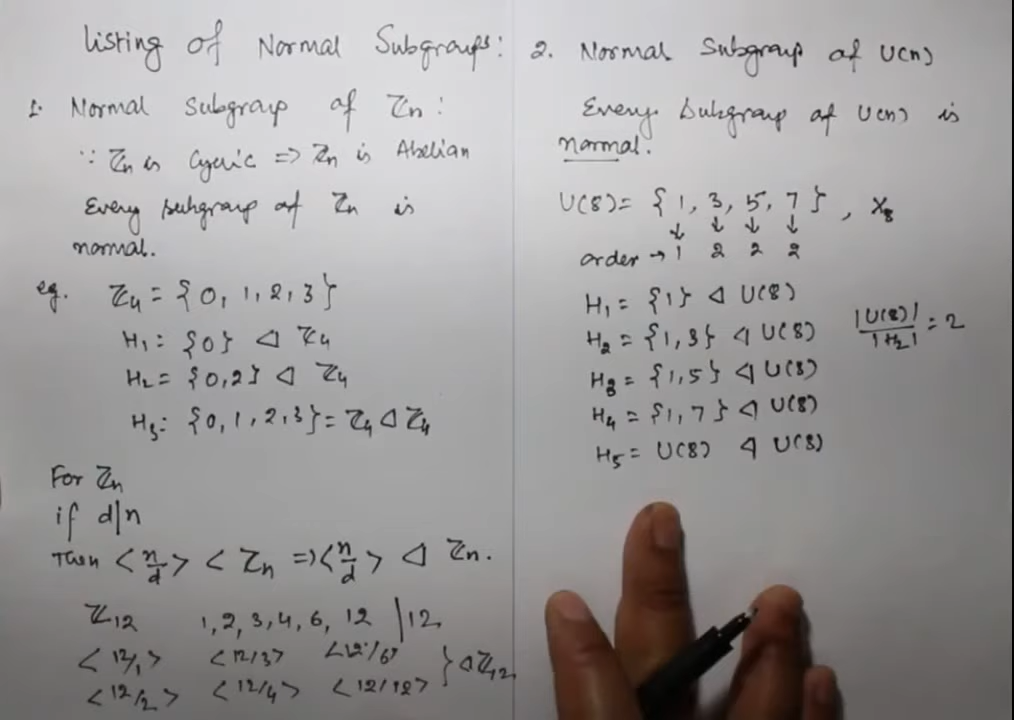 Listing of Normal Subgroups:
1. Normal Subgroup of Zn:
∵ Zn is Cyclic => Zn is Abelian
Every subgroup of Zn is
normal.
eg. Z4 = {0, 1, 2, 3}
H1 = {0} ◁ Z4
H2 = {0,2} ◁ Z4
H3 = {0, 1, 2, 3} = Z4 ◁ Z4
For Zn
if d|n
Then <n/d> < Zn => <n/d> ◁ Zn.
Z12 1, 2, 3, 4, 6, 12 | 12
<12/1> <12/3> <12/6>
<12/2> <12/4> <12/12> } ◁ Z12
2. Normal Subgroup of U(n)
Every Subgroup of U(n) is
normal.
U(8) = {1, 3, 5, 7}, ×8
↓ ↓ ↓ ↓
order → 1 2 2 2
H1 = {1} ◁ U(8)
H2 = {1,3} ◁ U(8) |U(8)|/|H2| = 2
H3 = {1,5} ◁ U(8)
H4 = {1,7} ◁ U(8)
H5 = U(8) ◁ U(8)